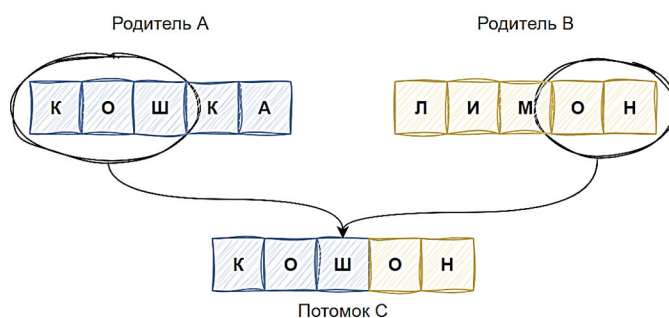 Родитель А
Родитель В
К О Ш К А
Л И М О Н
К О Ш О Н
Потомок С